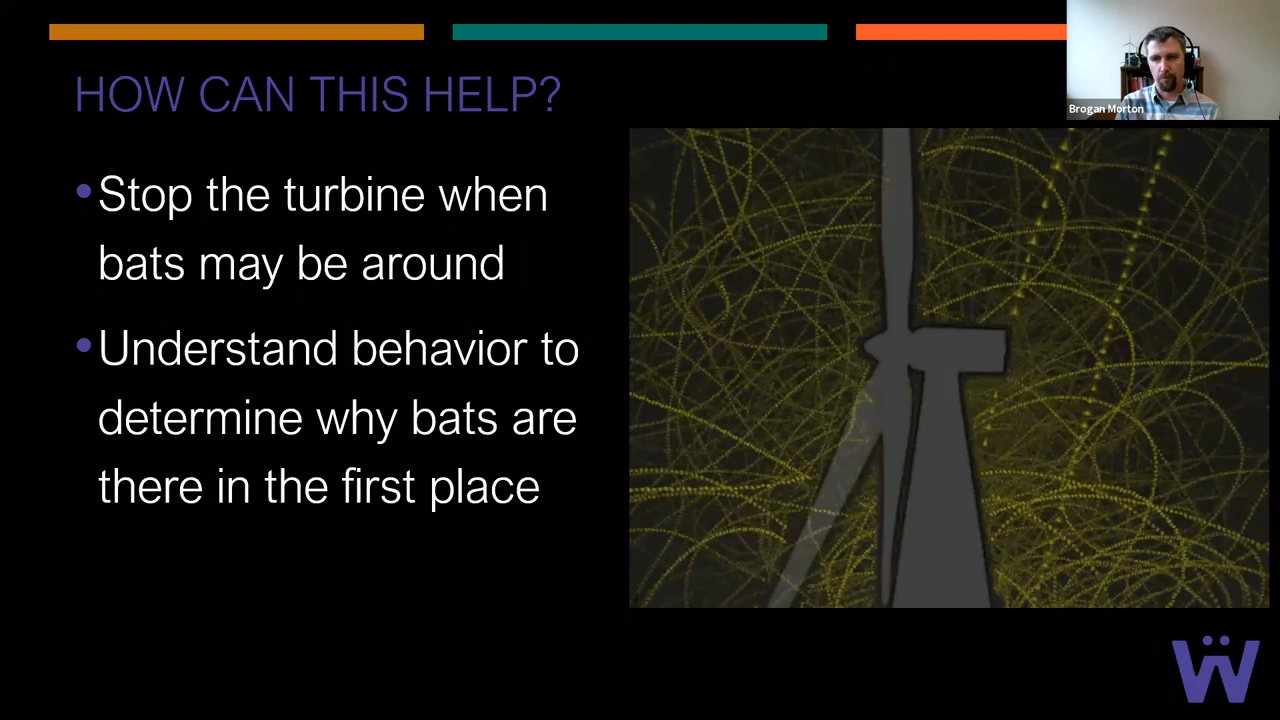 HOW CAN THIS HELP?
Brogan Morton
•Stop the turbine when
bats may be around
•Understand behavior to
determine why bats are
there in the first place